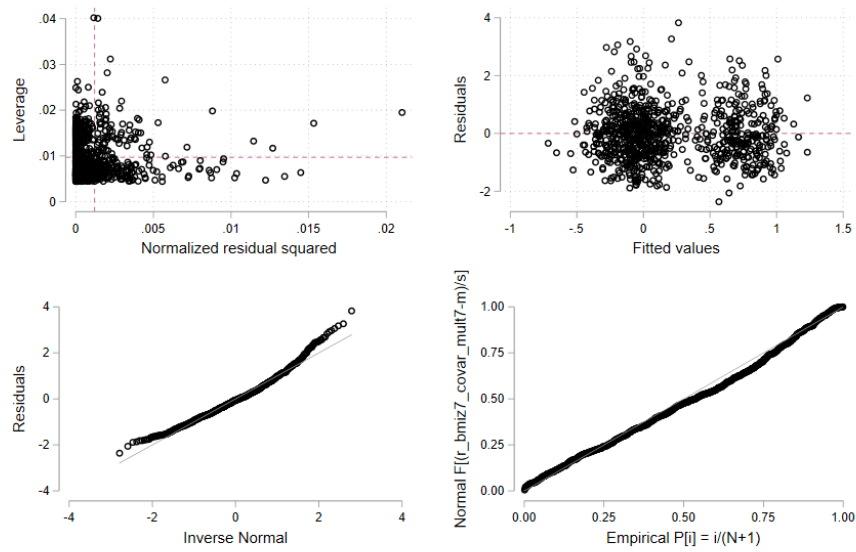 Leverage
.04
.03
.02
.01
0
0 .005 .01 .015 .02
Normalized residual squared
Residuals
4
2
0
-2
-1 -.5 0 .5 1 1.5
Fitted values
Residuals
4
2
0
-2
-4
-4 -2 0 2 4
Inverse Normal
Normal F[(r_bmiz7_covar_mult7-m)/s]
1.00
0.75
0.50
0.25
0.00
0.00 0.25 0.50 0.75 1.00
Empirical P[i] = i/(N+1)